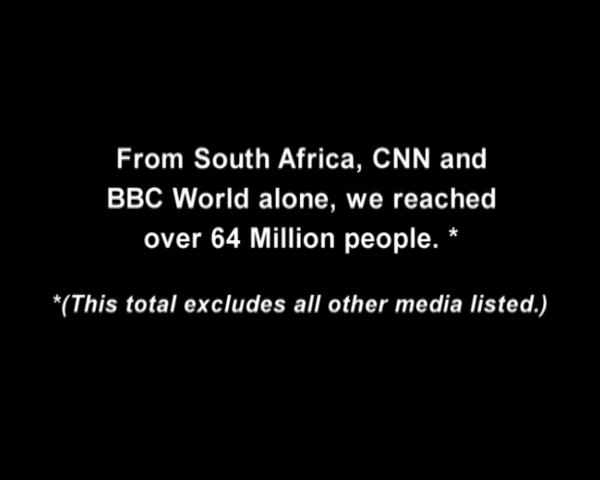 From South Africa, CNN and
BBC World alone, we reached
over 64 Million people. *
*(This total excludes all other media listed.)